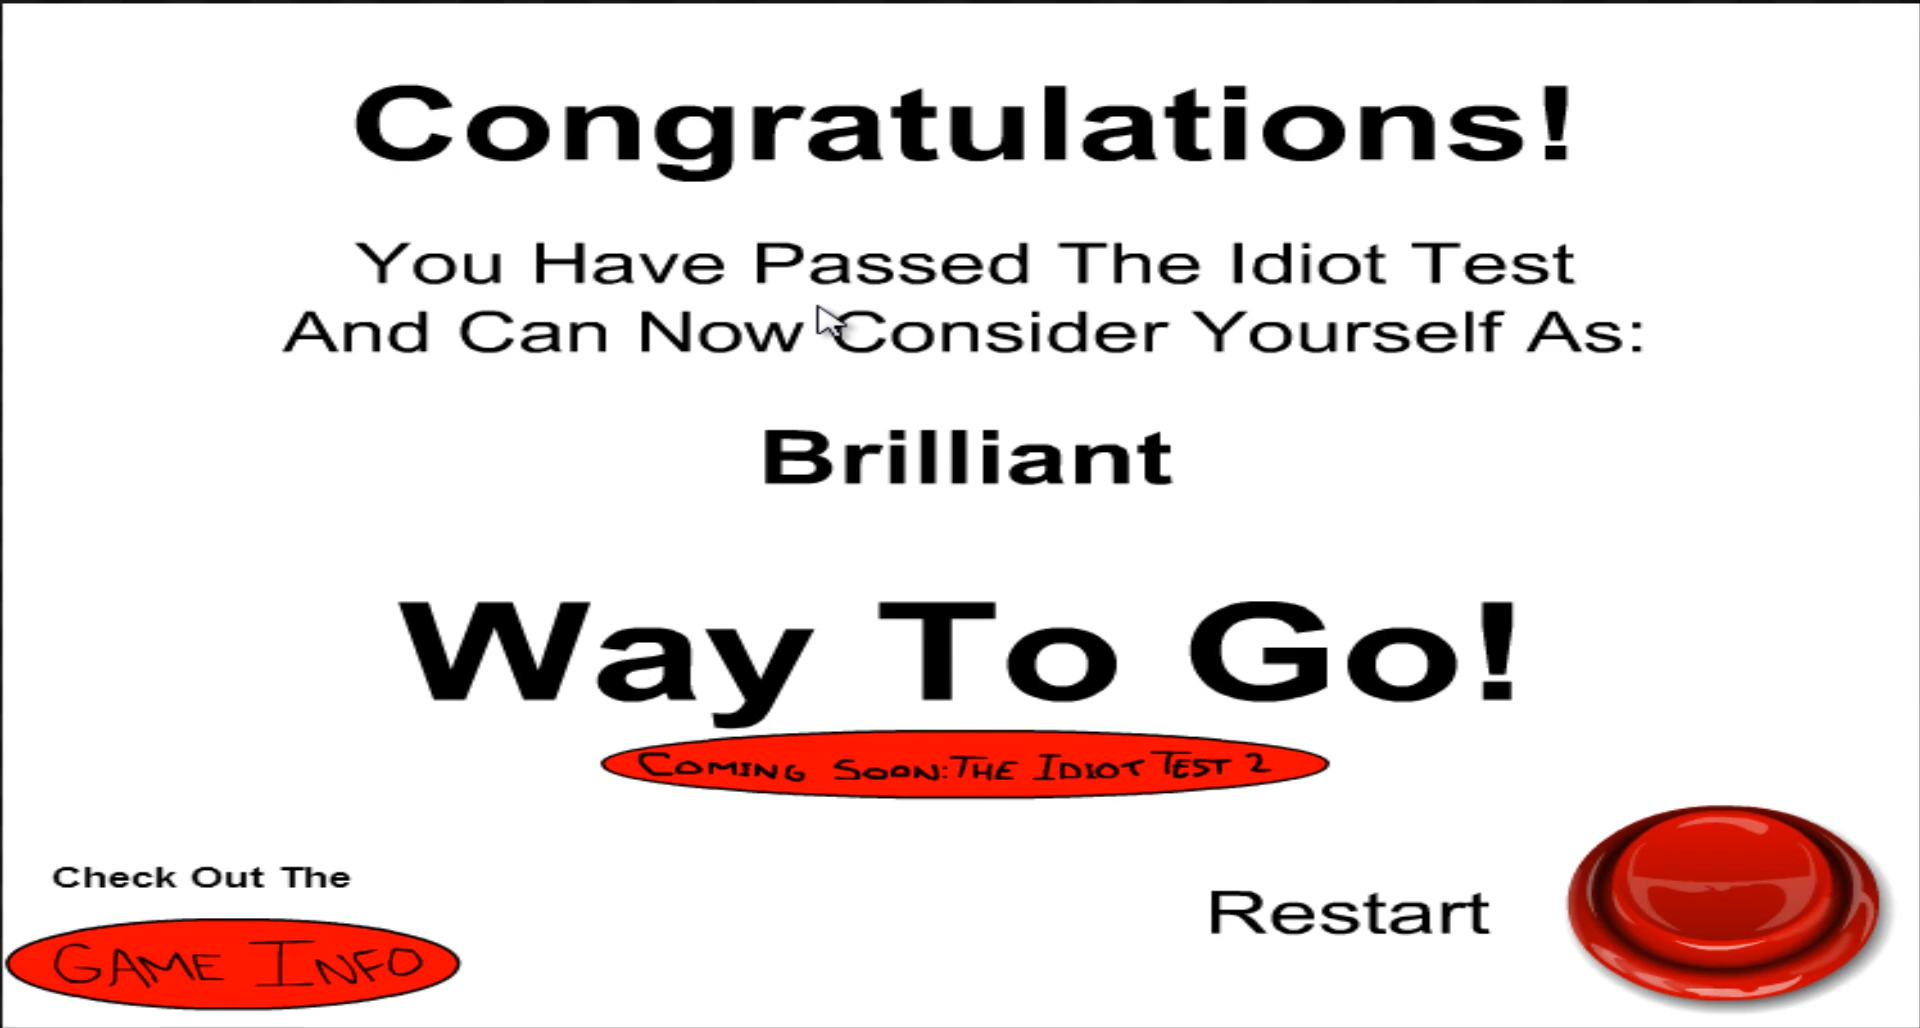 Congratulations!
You Have Passed The Idiot Test
And Can Now Consider Yourself As:
Brilliant
Way To Go!
COMING SOON:THE IDIOT TEST 2
Check Out The
GAME INFO
Restart